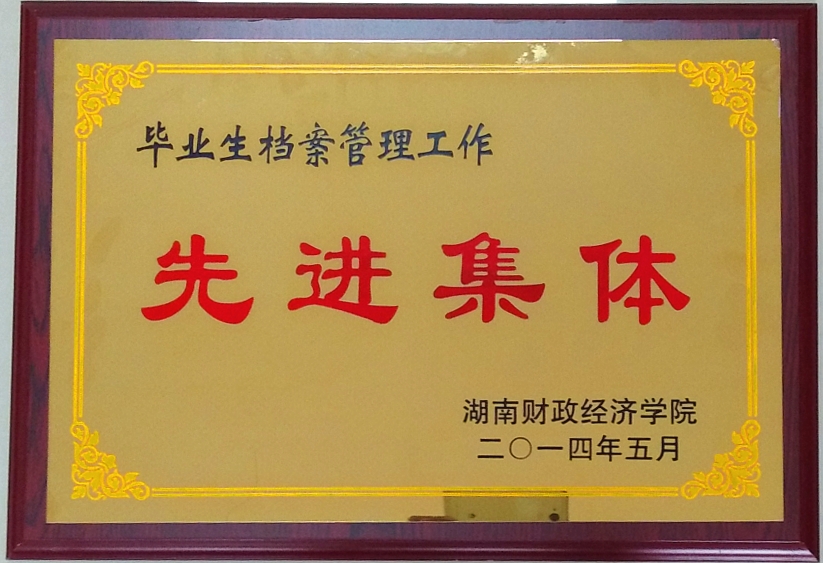 毕业生档案管理工作
先进集体
湖南财政经济学院
二〇一四年五月